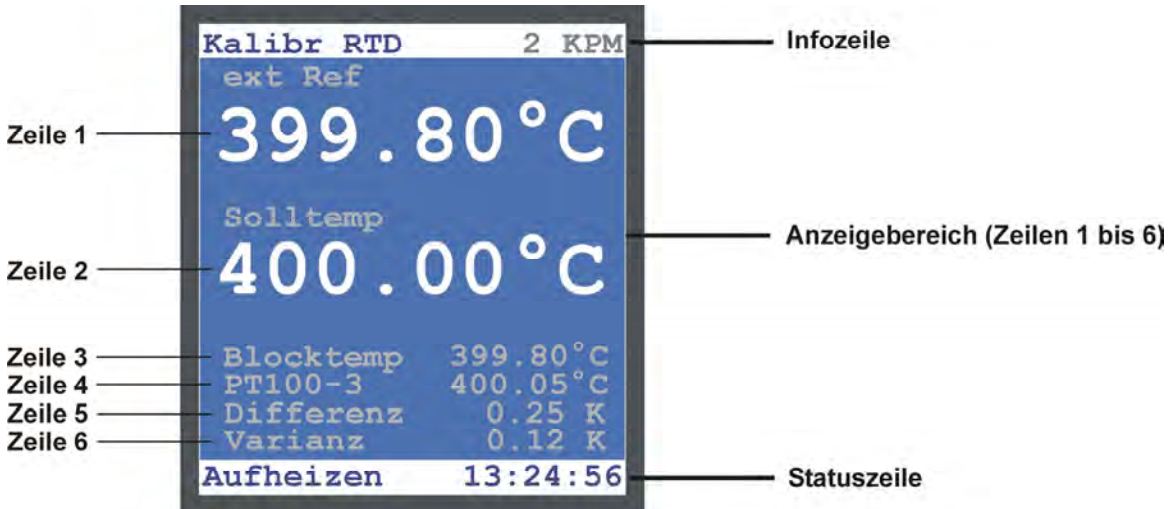 Kalibr RTD 2 KPM
Infozeile
ext Ref
Zeile 1
399.80°C
Solltemp
Anzeigebereich (Zeilen 1 bis 6)
Zeile 2
400.00°C
Zeile 3
Blocktemp 399.80°C
Zeile 4
PT100-3 400.05°C
Zeile 5
Differenz 0.25 K
Zeile 6
Varianz 0.12 K
Aufheizen 13:24:56
Statuszeile